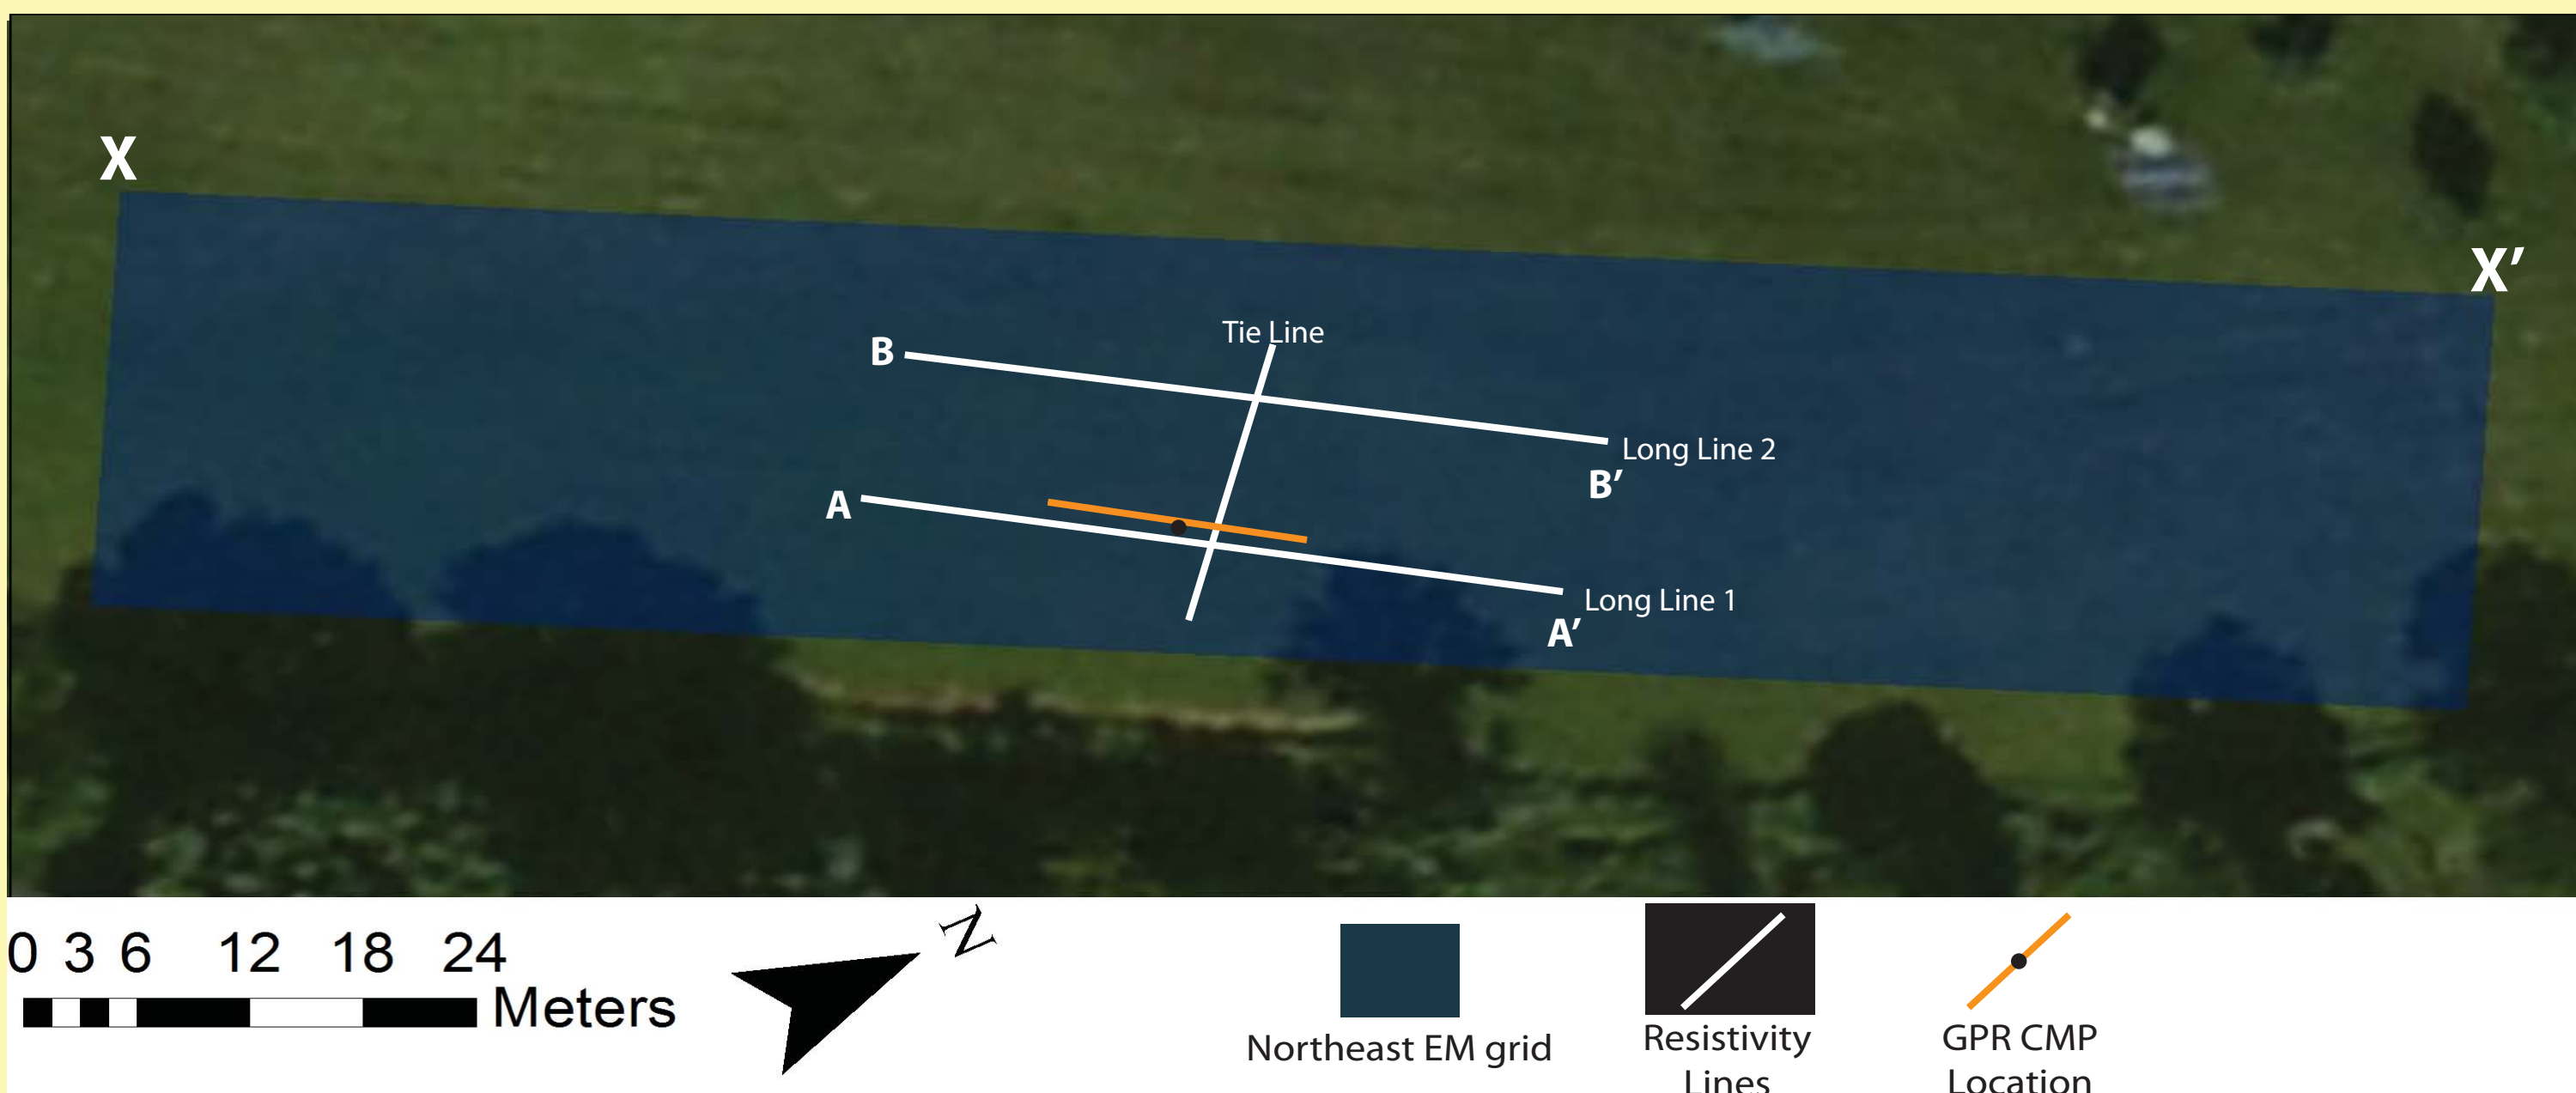 X
X′
Tie Line
B
Long Line 2
B′
A
Long Line 1
A′
0 3 6 12 18 24
Meters
N
Northeast EM grid
Resistivity
Lines
GPR CMP
Location